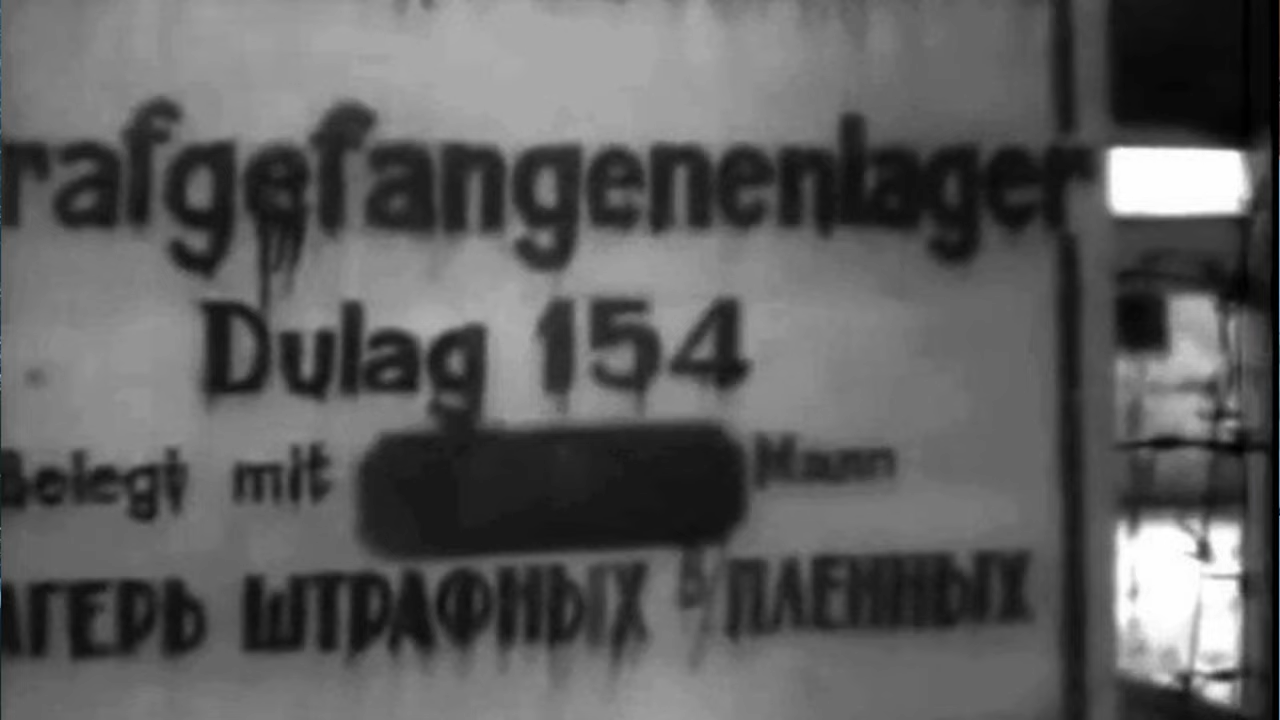 rafgefangenenlager
Dulag 154
Belegt mit Mann
АГЕРЬ ШТРАФНЫХ В/ПЛЕННЫХ